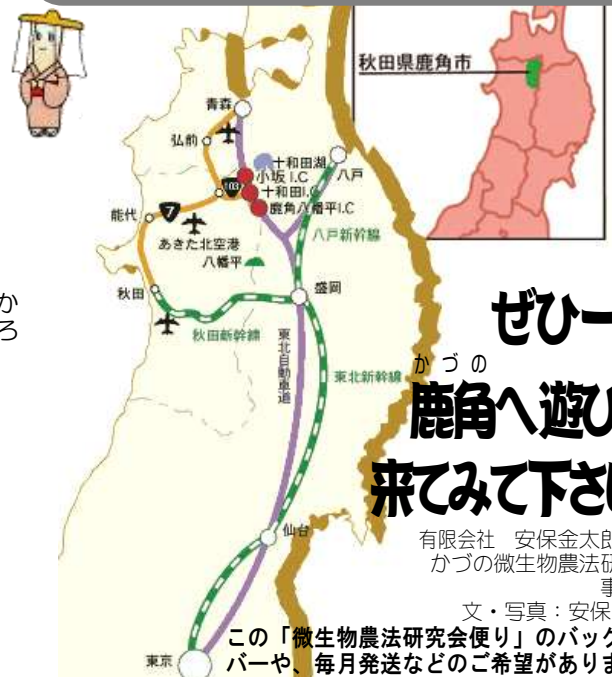 秋田県鹿角市
青森
弘前
十和田湖
小坂 I.C
八戸
103
十和田I.C
鹿角八幡平I.C
7
能代
あきた北空港
八戸新幹線
八幡平
秋田
盛岡
秋田新幹線
東北自動車道
東北新幹線
仙台
東京
か
ろ
ぜひ一
かづの
鹿角へ遊び
来てみて下さい
有限会社 安保金太郎
かづの微生物農法研
事
文・写真:安保
この「微生物農法研究会便り」のバック
バーや、毎月発送などのご希望がありま